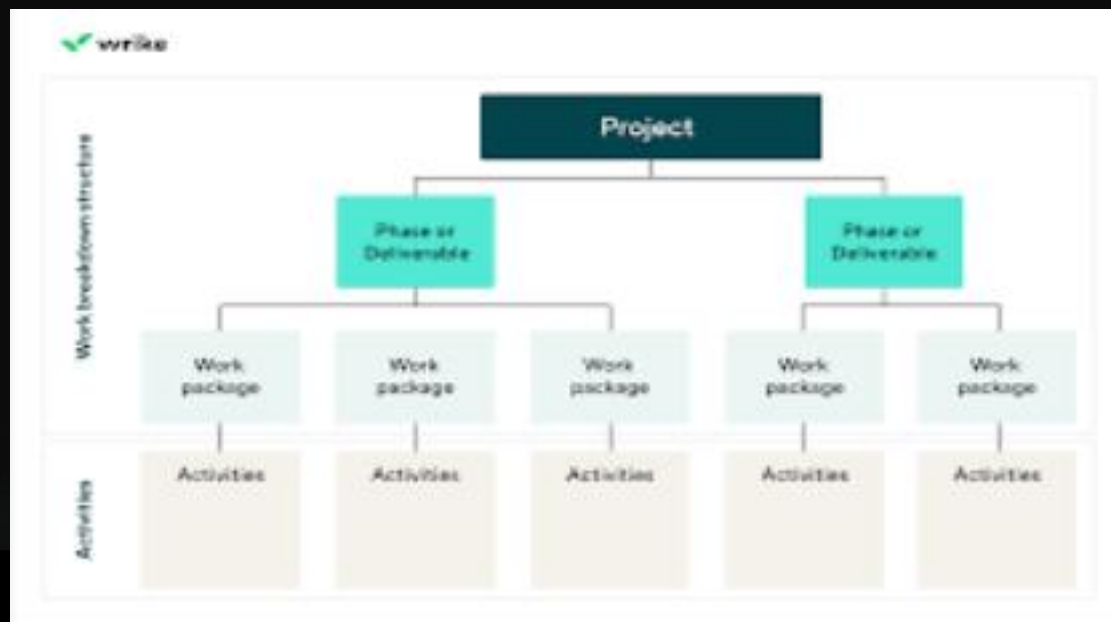 wrike
Work breakdown structure
Project
Phase or
Deliverable
Phase or
Deliverable
Work
package
Work
package
Work
package
Work
package
Work
package
Activities
Activities
Activities
Activities
Activities
Activities